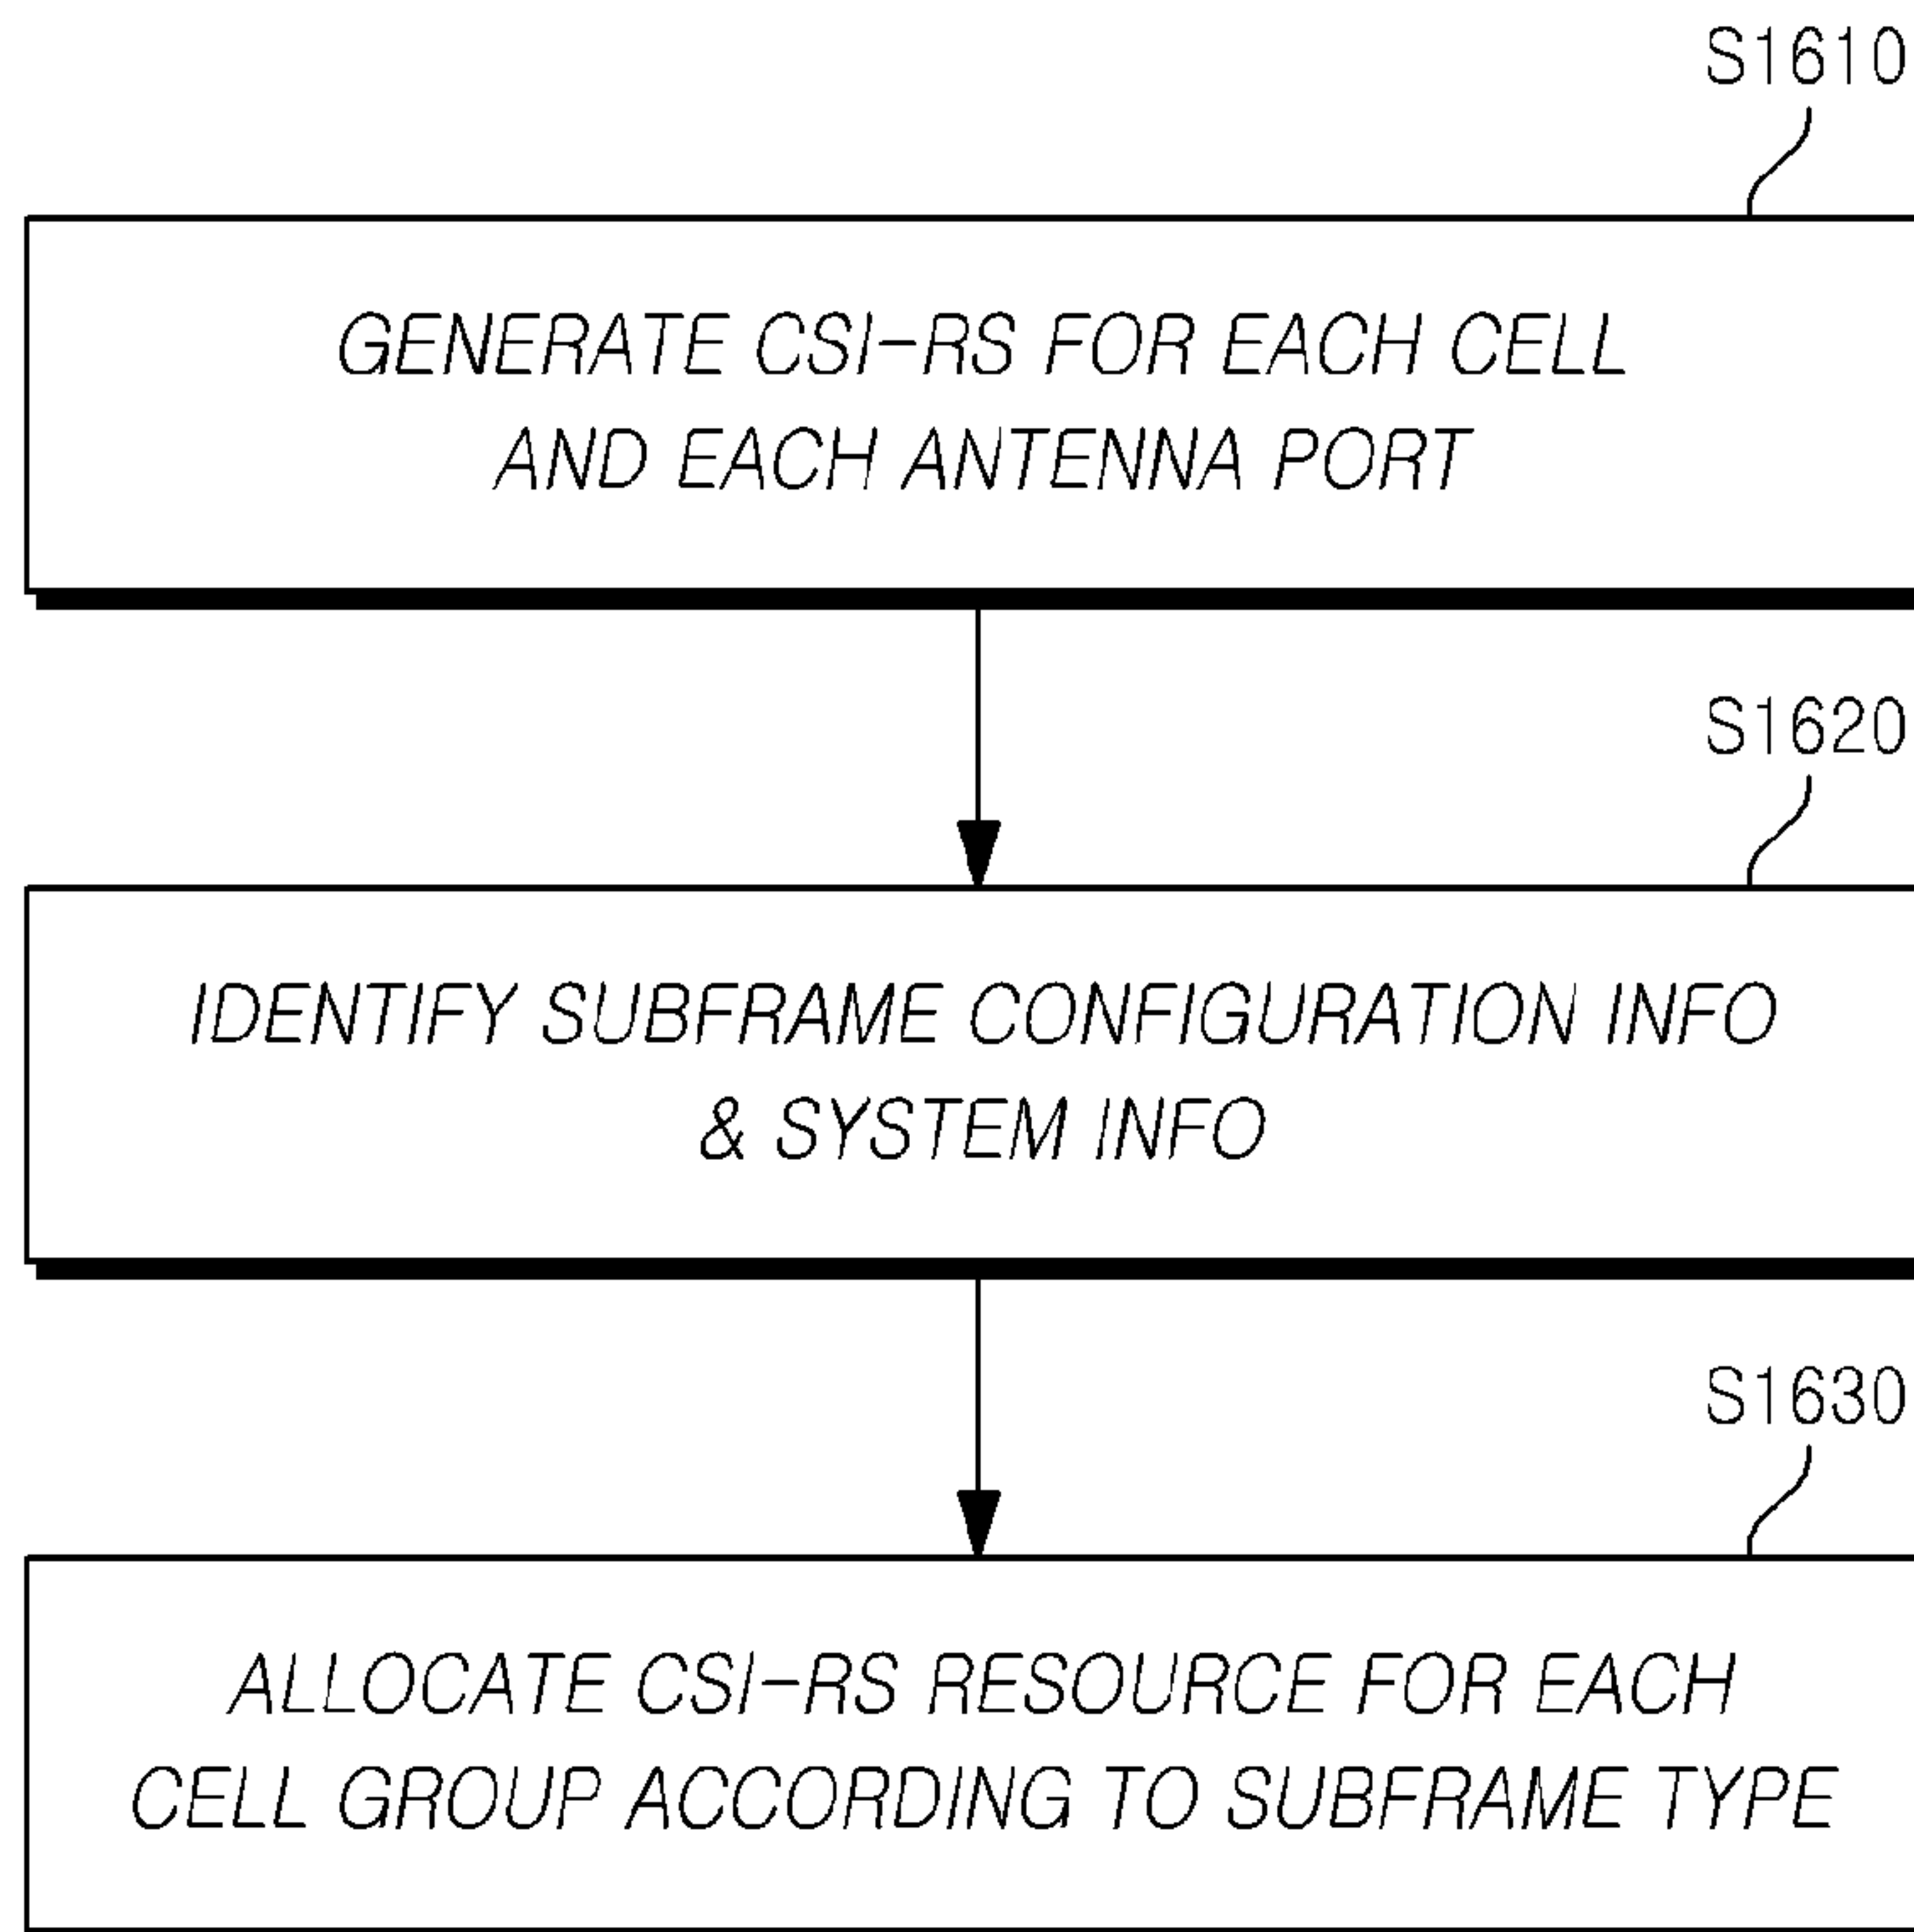 S1610
GENERATE CSI-RS FOR EACH CELL
AND EACH ANTENNA PORT
S1620
IDENTIFY SUBFRAME CONFIGURATION INFO
& SYSTEM INFO
S1630
ALLOCATE CSI-RS RESOURCE FOR EACH
CELL GROUP ACCORDING TO SUBFRAME TYPE